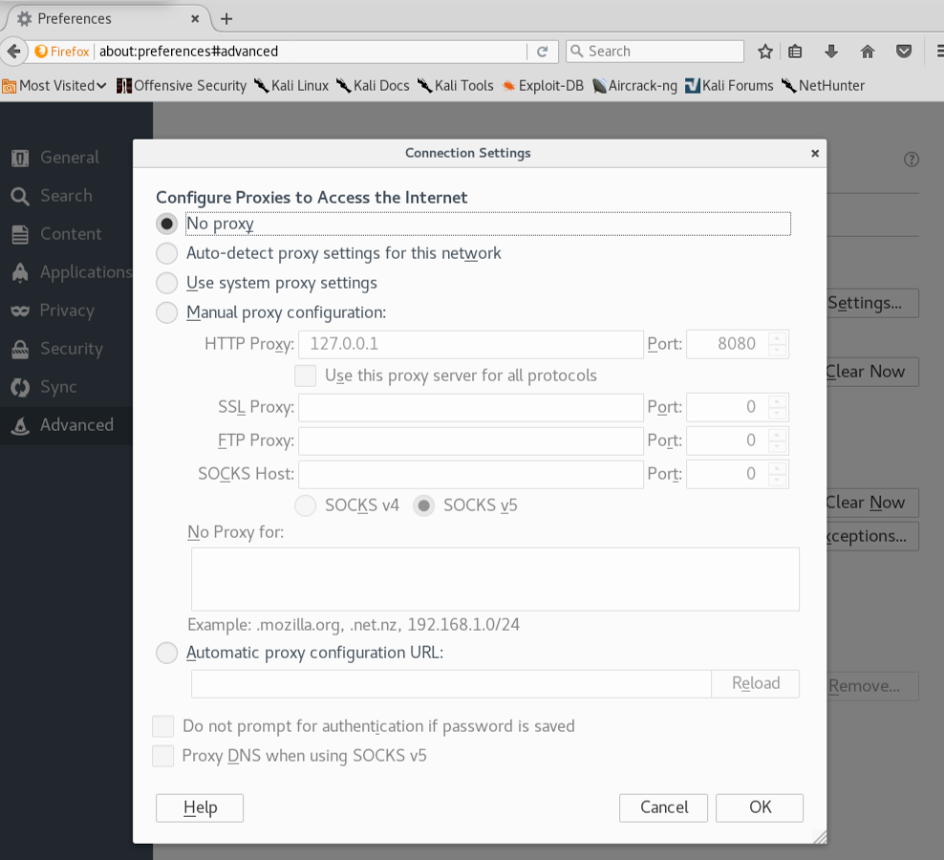 Preferences
Firefox about:preferences#advanced Search
Most Visited Offensive Security Kali Linux Kali Docs Kali Tools Exploit-DB Aircrack-ng Kali Forums NetHunter
General
Search
Content
Applications
Privacy
Security
Sync
Advanced
Connection Settings
Configure Proxies to Access the Internet
No proxy
Auto-detect proxy settings for this network
Use system proxy settings
Manual proxy configuration:
HTTP Proxy: 127.0.0.1 Port: 8080
Use this proxy server for all protocols
SSL Proxy: Port: 0
FTP Proxy: Port: 0
SOCKS Host: Port: 0
SOCKS v4 SOCKS v5
No Proxy for:
Example: .mozilla.org, .net.nz, 192.168.1.0/24
Automatic proxy configuration URL:
Reload
Do not prompt for authentication if password is saved
Proxy DNS when using SOCKS v5
Help Cancel OK
Settings...
Clear Now
Clear Now
xceptions...
Remove...